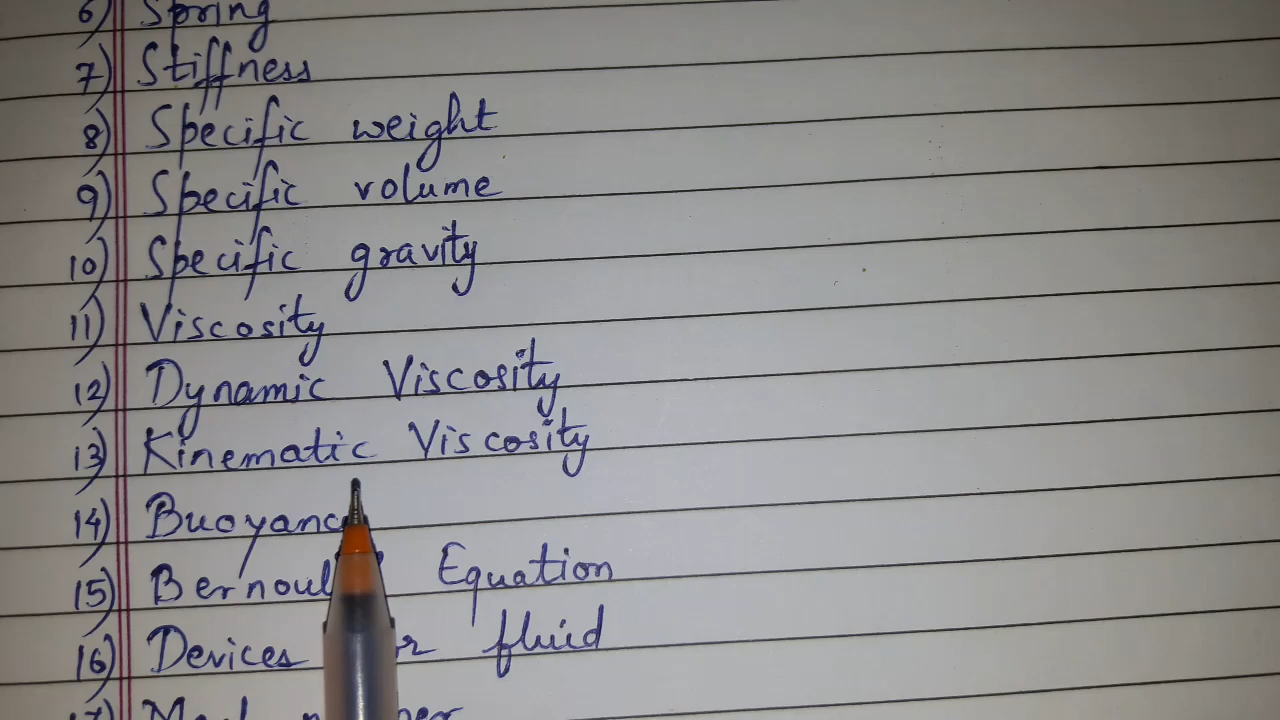 6) Spring
7) Stiffness
8) Specific weight
9) Specific volume
10) Specific gravity
11) Viscosity
12) Dynamic Viscosity
13) Kinematic Viscosity
14) Buoyanc
15) Bernoul Equation
16) Devices fluid
17)